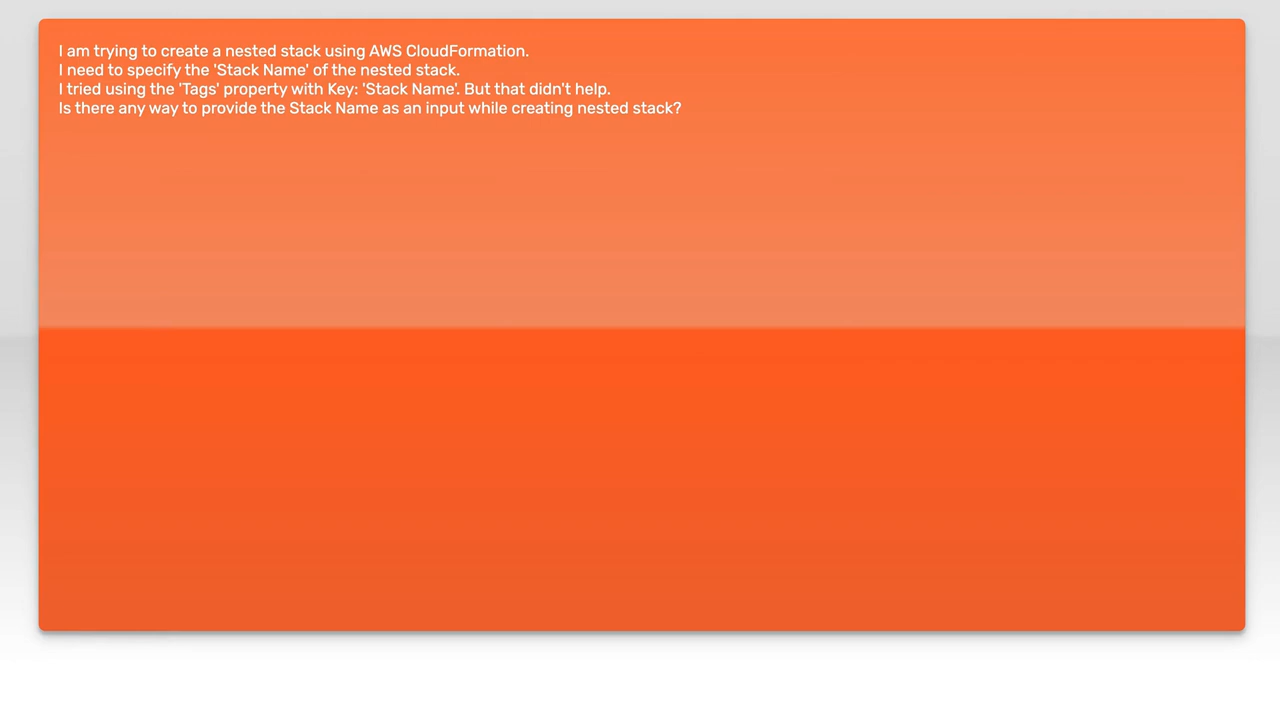 I am trying to create a nested stack using AWS CloudFormation.
I need to specify the 'Stack Name' of the nested stack.
I tried using the 'Tags' property with Key: 'Stack Name'. But that didn't help.
Is there any way to provide the Stack Name as an input while creating nested stack?